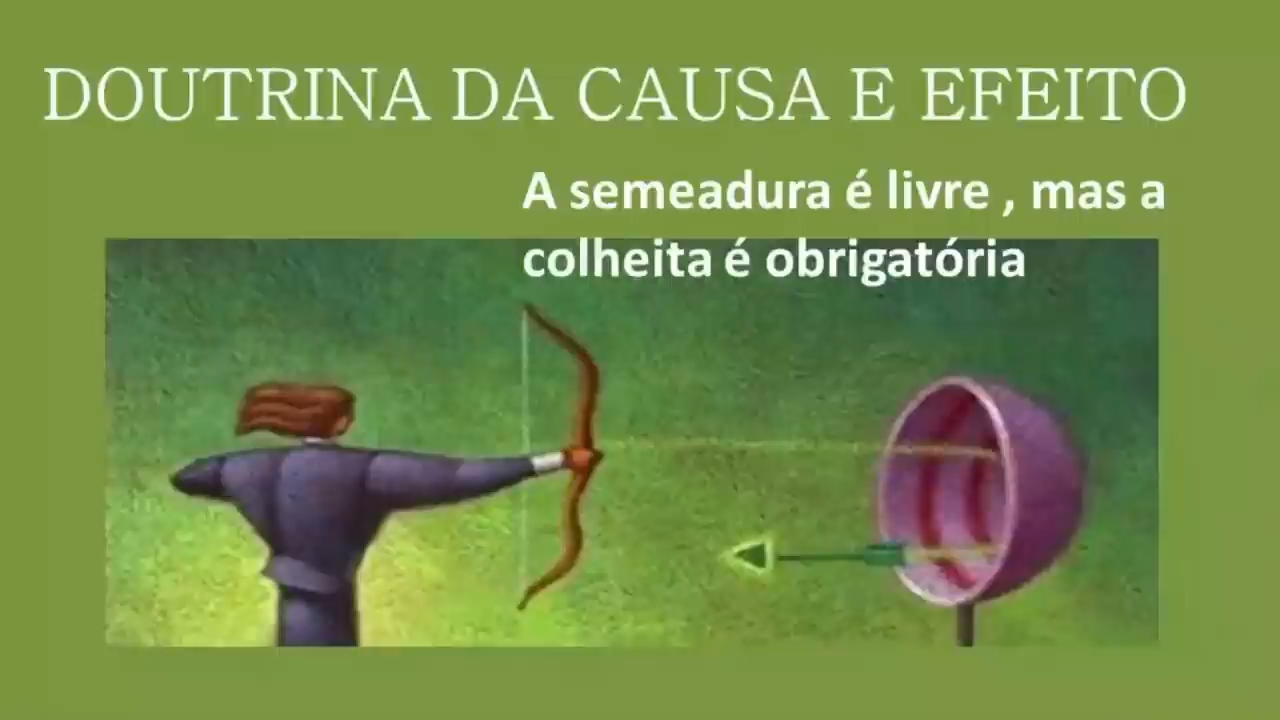 DOUTRINA DA CAUSA E EFEITO
A semeadura é livre , mas a
colheita é obrigatória